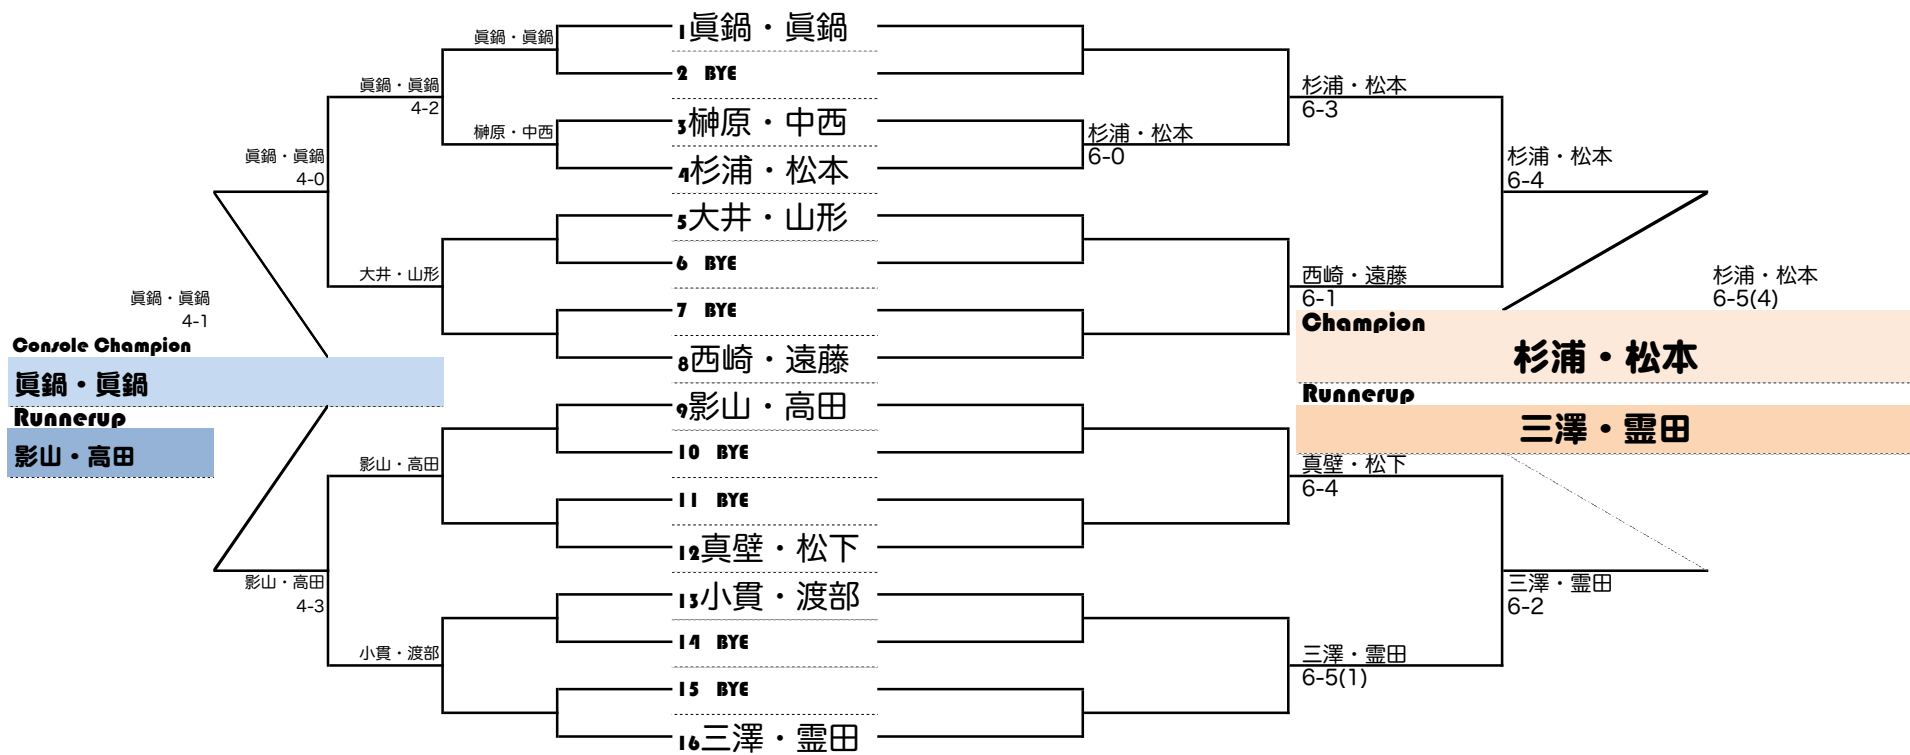 眞鍋・眞鍋
4-1
Console Champion
眞鍋・眞鍋
Runnerup
影山・高田
眞鍋・眞鍋
4-0
影山・高田
4-3
眞鍋・眞鍋
4-2
大井・山形
影山・高田
小貫・渡部
眞鍋・眞鍋
榊原・中西
1眞鍋・眞鍋
2 BYE
3榊原・中西
4杉浦・松本
5大井・山形
6 BYE
7 BYE
8西崎・遠藤
9影山・高田
10 BYE
11 BYE
12真壁・松下
13小貫・渡部
14 BYE
15 BYE
16三澤・霊田
杉浦・松本
6-0
杉浦・松本
6-3
西崎・遠藤
6-1
真壁・松下
6-4
三澤・霊田
6-5(1)
杉浦・松本
6-4
三澤・霊田
6-2
杉浦・松本
6-5(4)
Champion
杉浦・松本
Runnerup
三澤・霊田